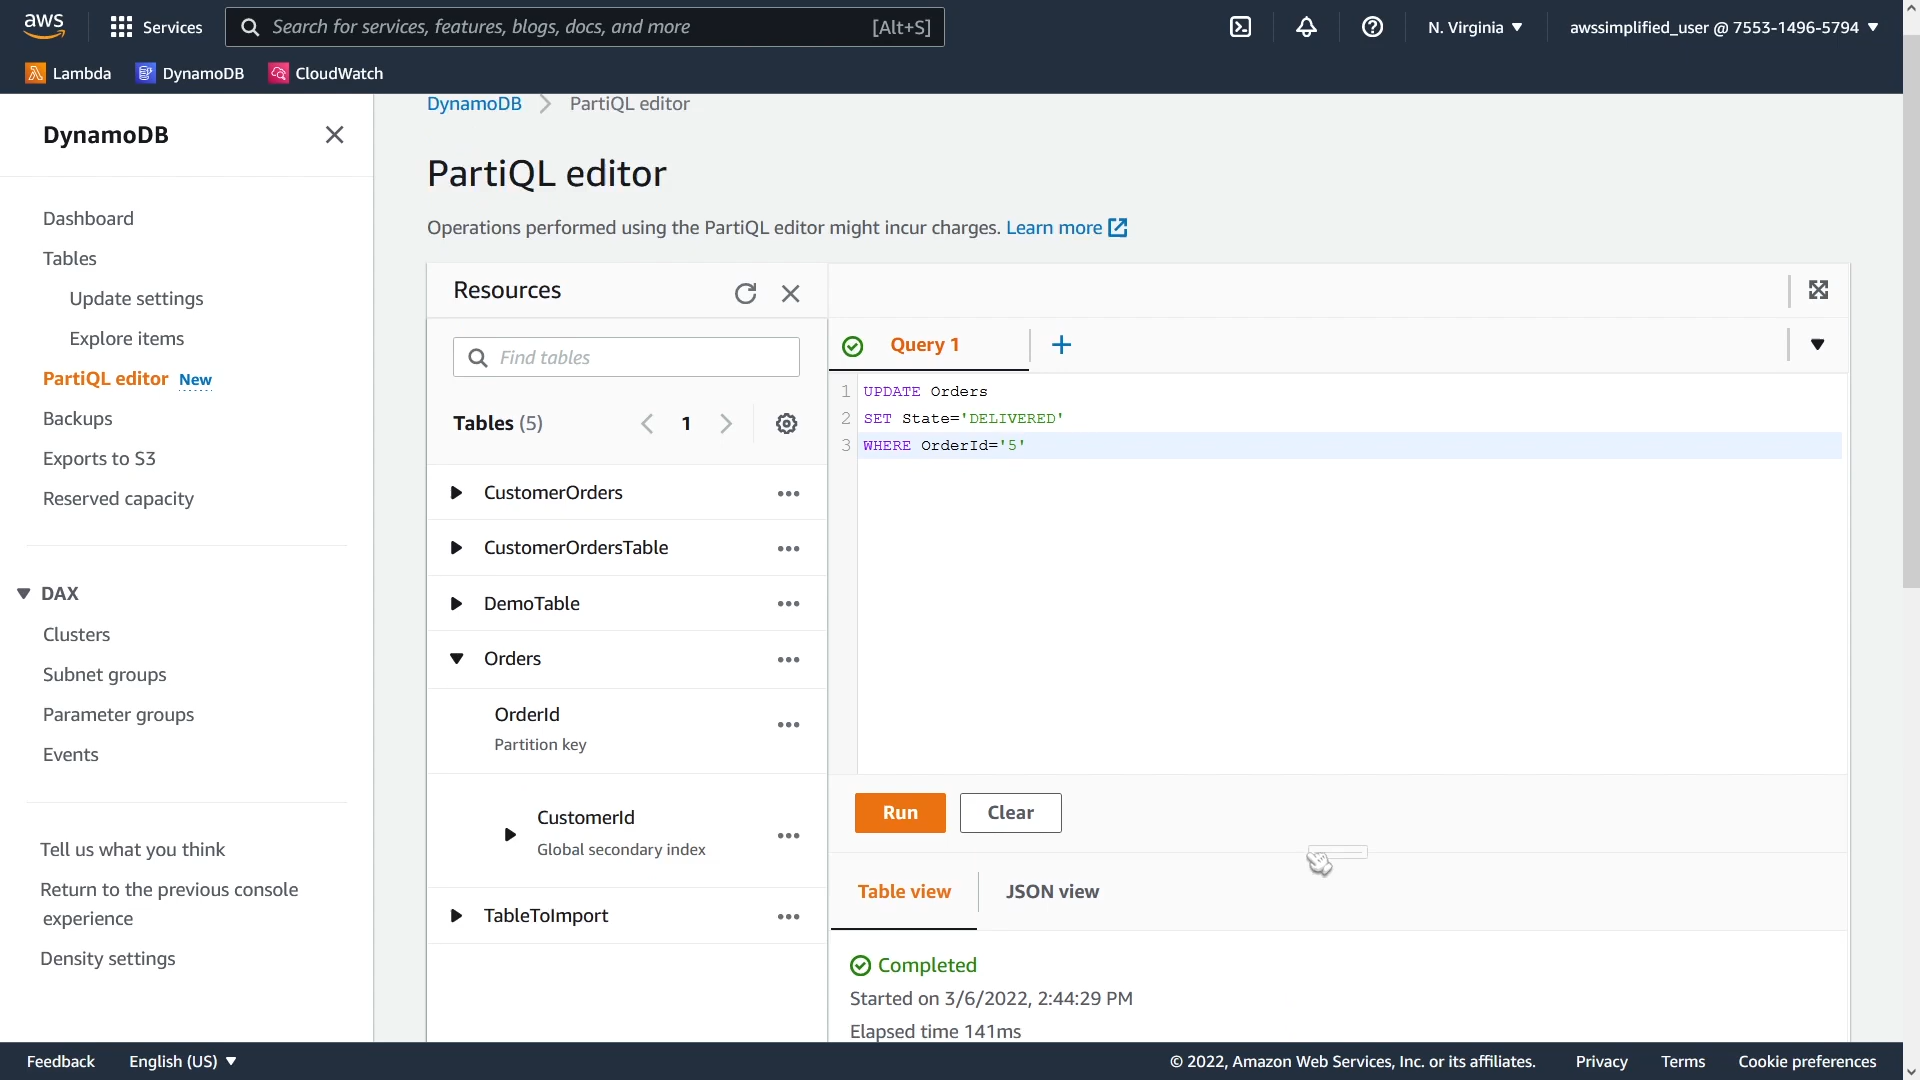 aws
Services
Search for services, features, blogs, docs, and more
[Alt+S]
N. Virginia
awssimplified_user @ 7553-1496-5794
Lambda
DynamoDB
CloudWatch
DynamoDB
Dashboard
Tables
Update settings
Explore items
PartiQL editor New
Backups
Exports to S3
Reserved capacity
DAX
Clusters
Subnet groups
Parameter groups
Events
Tell us what you think
Return to the previous console
experience
Density settings
DynamoDB
PartiQL editor
PartiQL editor
Operations performed using the PartiQL editor might incur charges. Learn more
Resources
Find tables
Tables (5)
1
CustomerOrders
CustomerOrdersTable
DemoTable
Orders
OrderId
Partition key
CustomerId
Global secondary index
TableToImport
Query 1
1 UPDATE Orders
2 SET State='DELIVERED'
3 WHERE OrderId='5'
Run
Clear
Table view
JSON view
Completed
Started on 3/6/2022, 2:44:29 PM
Elapsed time 141ms
Feedback
English (US)
© 2022, Amazon Web Services, Inc. or its affiliates.
Privacy
Terms
Cookie preferences